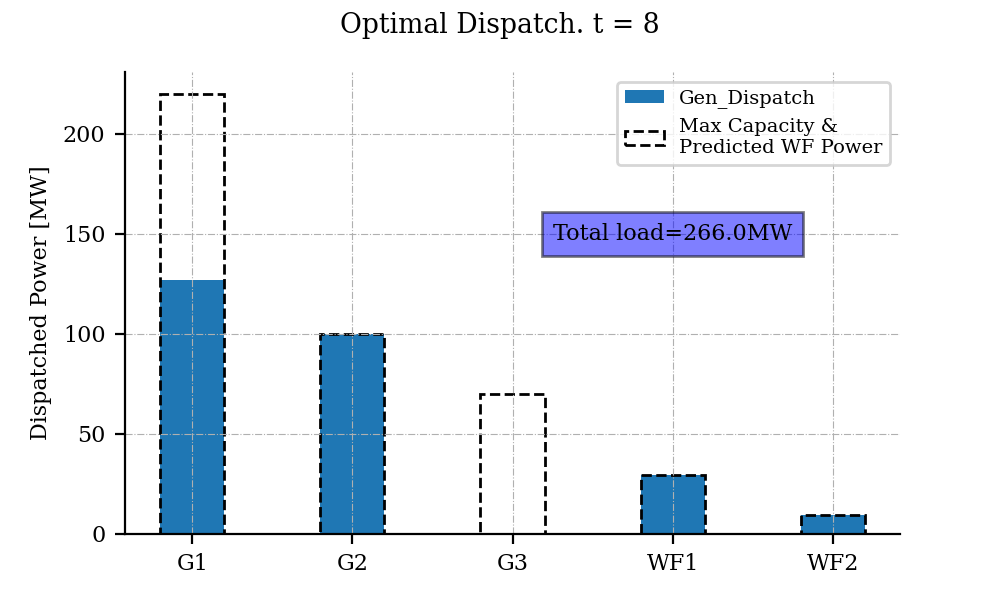 Optimal Dispatch. t = 8
Dispatched Power [MW]
200
150
100
50
0
Gen_Dispatch
Max Capacity &
Predicted WF Power
Total load=266.0MW
G1
G2
G3
WF1
WF2